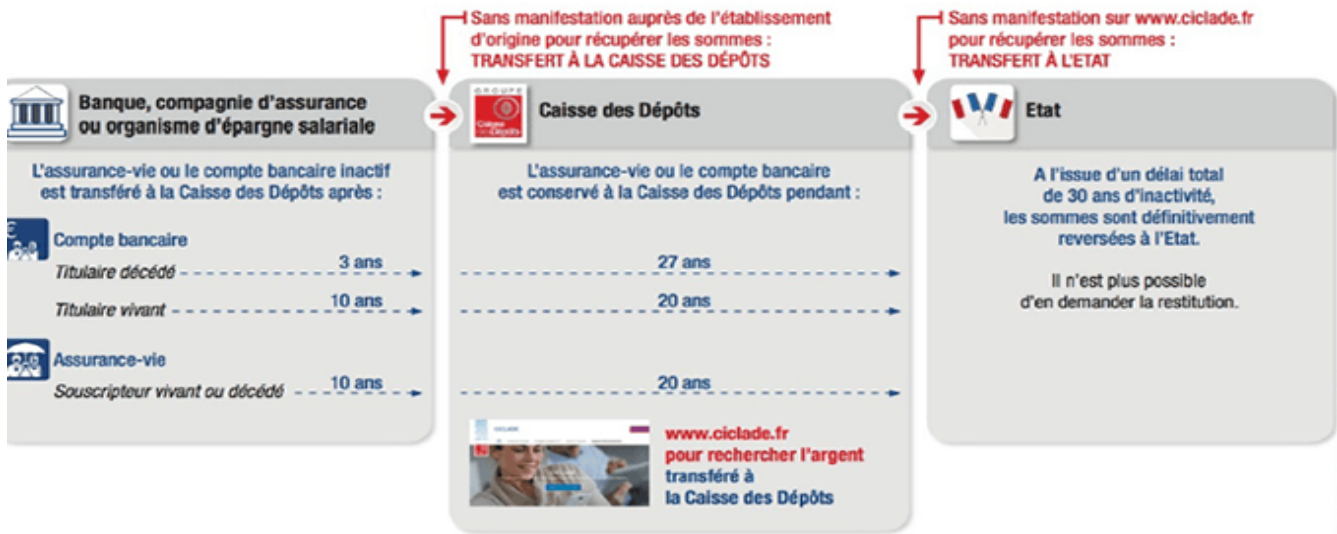 Sans manifestation auprès de l'établissement
d'origine pour récupérer les sommes :
TRANSFERT À LA CAISSE DES DÉPÔTS
Sans manifestation sur www.ciclade.fr
pour récupérer les sommes :
TRANSFERT À L'ETAT
Banque, compagnie d'assurance
ou organisme d'épargne salariale
GROUPE
Caisse
des Dépôts
Caisse des Dépôts
Etat
L'assurance-vie ou le compte bancaire inactif
est transféré à la Caisse des Dépôts après :
Compte bancaire
Titulaire décédé 3 ans
Titulaire vivant 10 ans
Assurance-vie
Souscripteur vivant ou décédé 10 ans
L'assurance-vie ou le compte bancaire
est conservé à la Caisse des Dépôts pendant :
27 ans
20 ans
20 ans
CICLADE
www.ciclade.fr
pour rechercher l'argent
transféré à
la Caisse des Dépôts
A l'issue d'un délai total
de 30 ans d'inactivité,
les sommes sont définitivement
reversées à l'Etat.
Il n'est plus possible
d'en demander la restitution.